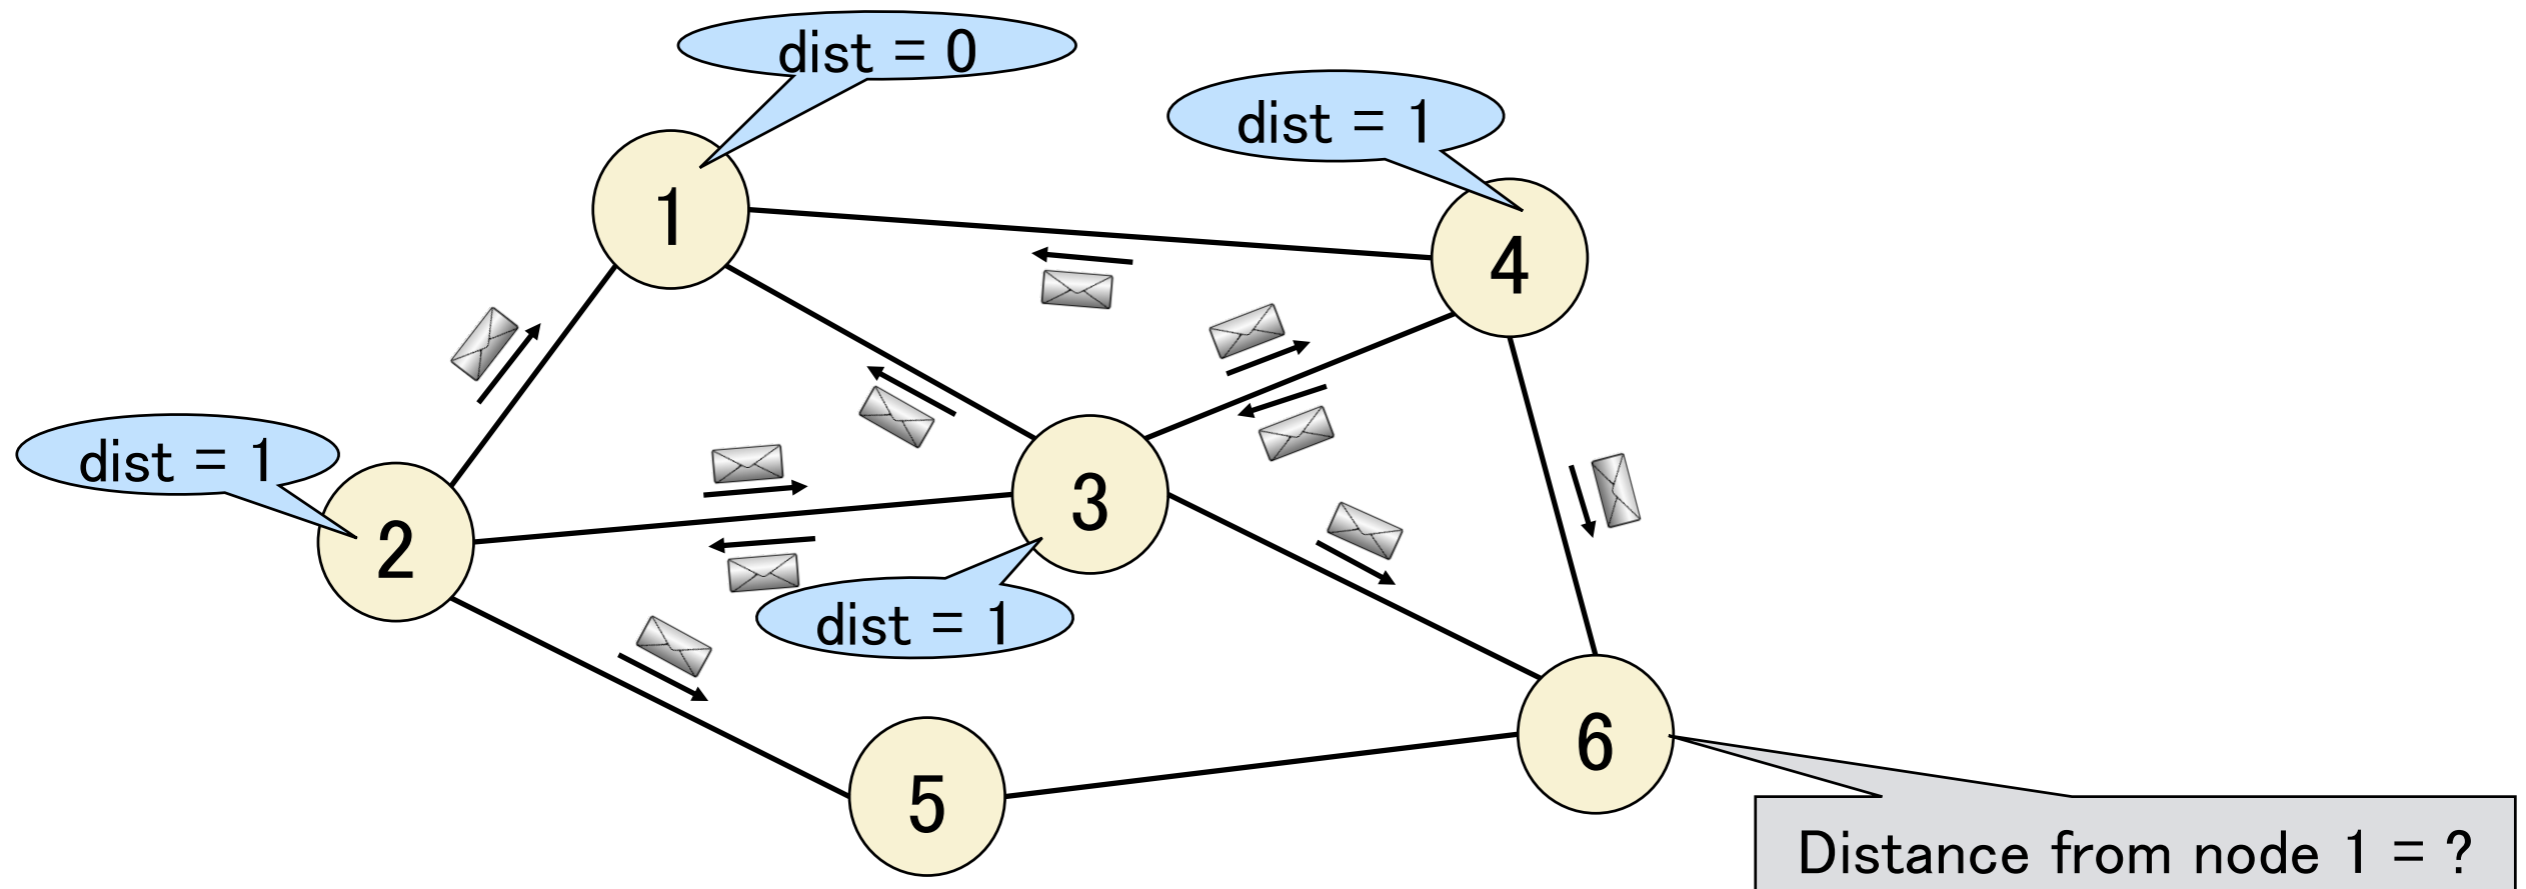 dist = 0
dist = 1
1
4
dist = 1
2
3
dist = 1
5
6
Distance from node 1 = ?